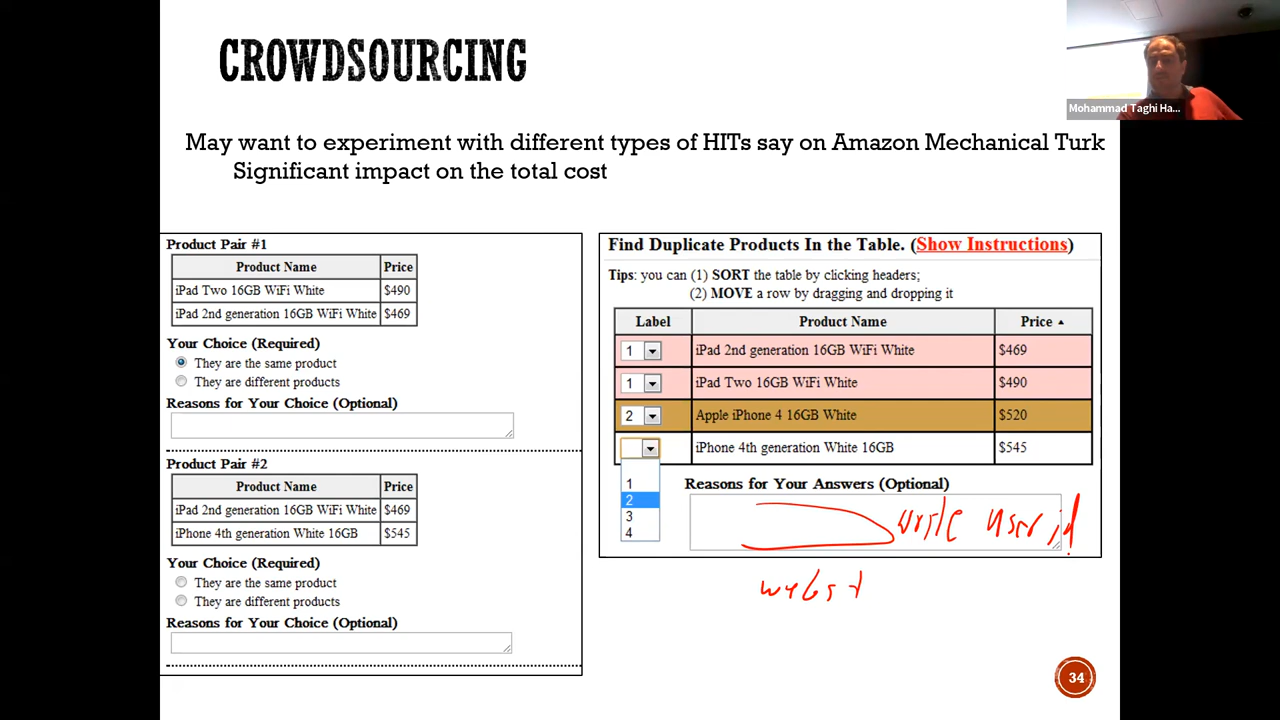 CROWDSOURCING
Mohammad Taghi Ha...
May want to experiment with different types of HITs say on Amazon Mechanical Turk
Significant impact on the total cost
Product Pair #1
Product Name Price
iPad Two 16GB WiFi White $490
iPad 2nd generation 16GB WiFi White $469
Your Choice (Required)
They are the same product
They are different products
Reasons for Your Choice (Optional)
Product Pair #2
Product Name Price
iPad 2nd generation 16GB WiFi White $469
iPhone 4th generation White 16GB $545
Your Choice (Required)
They are the same product
They are different products
Reasons for Your Choice (Optional)
Find Duplicate Products In the Table. (Show Instructions)
Tips: you can (1) SORT the table by clicking headers;
(2) MOVE a row by dragging and dropping it
Label Product Name Price
1 iPad 2nd generation 16GB WiFi White $469
1 iPad Two 16GB WiFi White $490
2 Apple iPhone 4 16GB White $520
iPhone 4th generation White 16GB $545
1
2
3
4
Reasons for Your Answers (Optional)
write user id
34